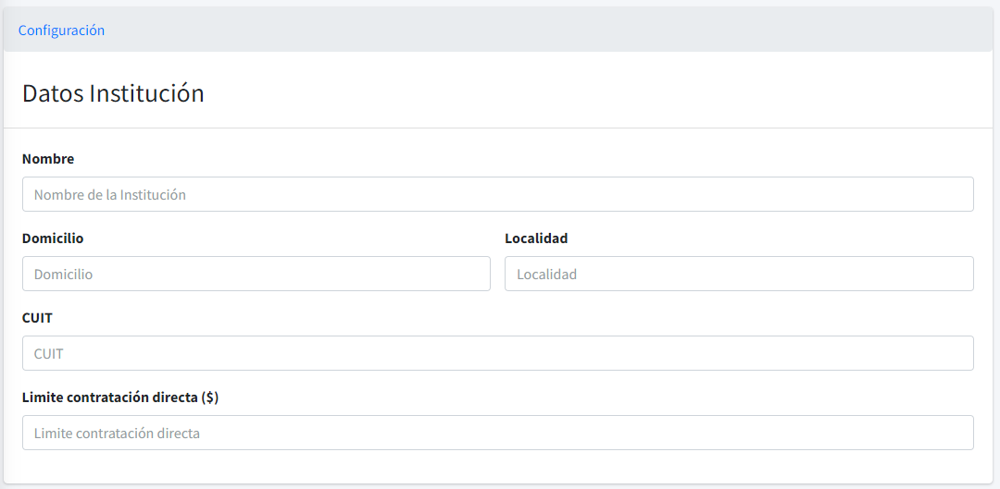 Configuración
Datos Institución
Nombre
Nombre de la Institución
Domicilio
Localidad
Domicilio
Localidad
CUIT
CUIT
Limite contratación directa ($)
Limite contratación directa